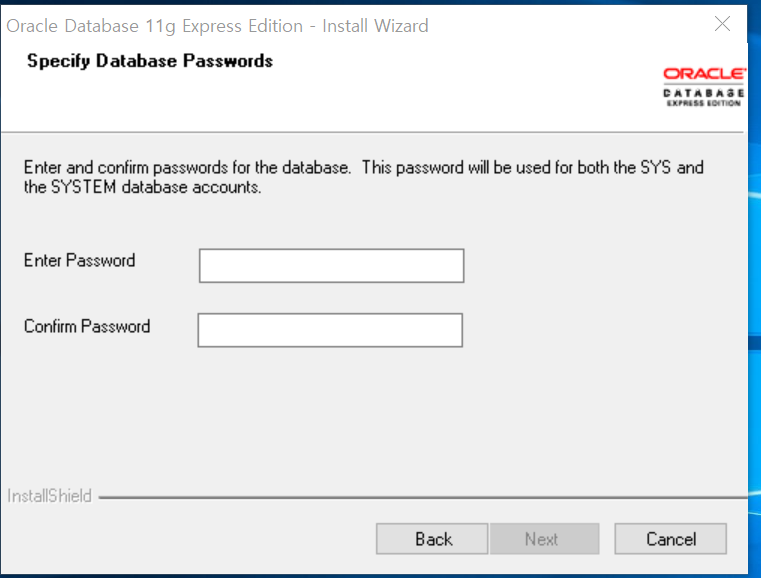 Oracle Database 11g Express Edition - Install Wizard
Specify Database Passwords
ORACLE'
DATABASE
EXPRESS EDITION
Enter and confirm passwords for the database.  This password will be used for both the SYS and
the SYSTEM database accounts.
Enter Password
Confirm Password
InstallShield
Back
Next
Cancel